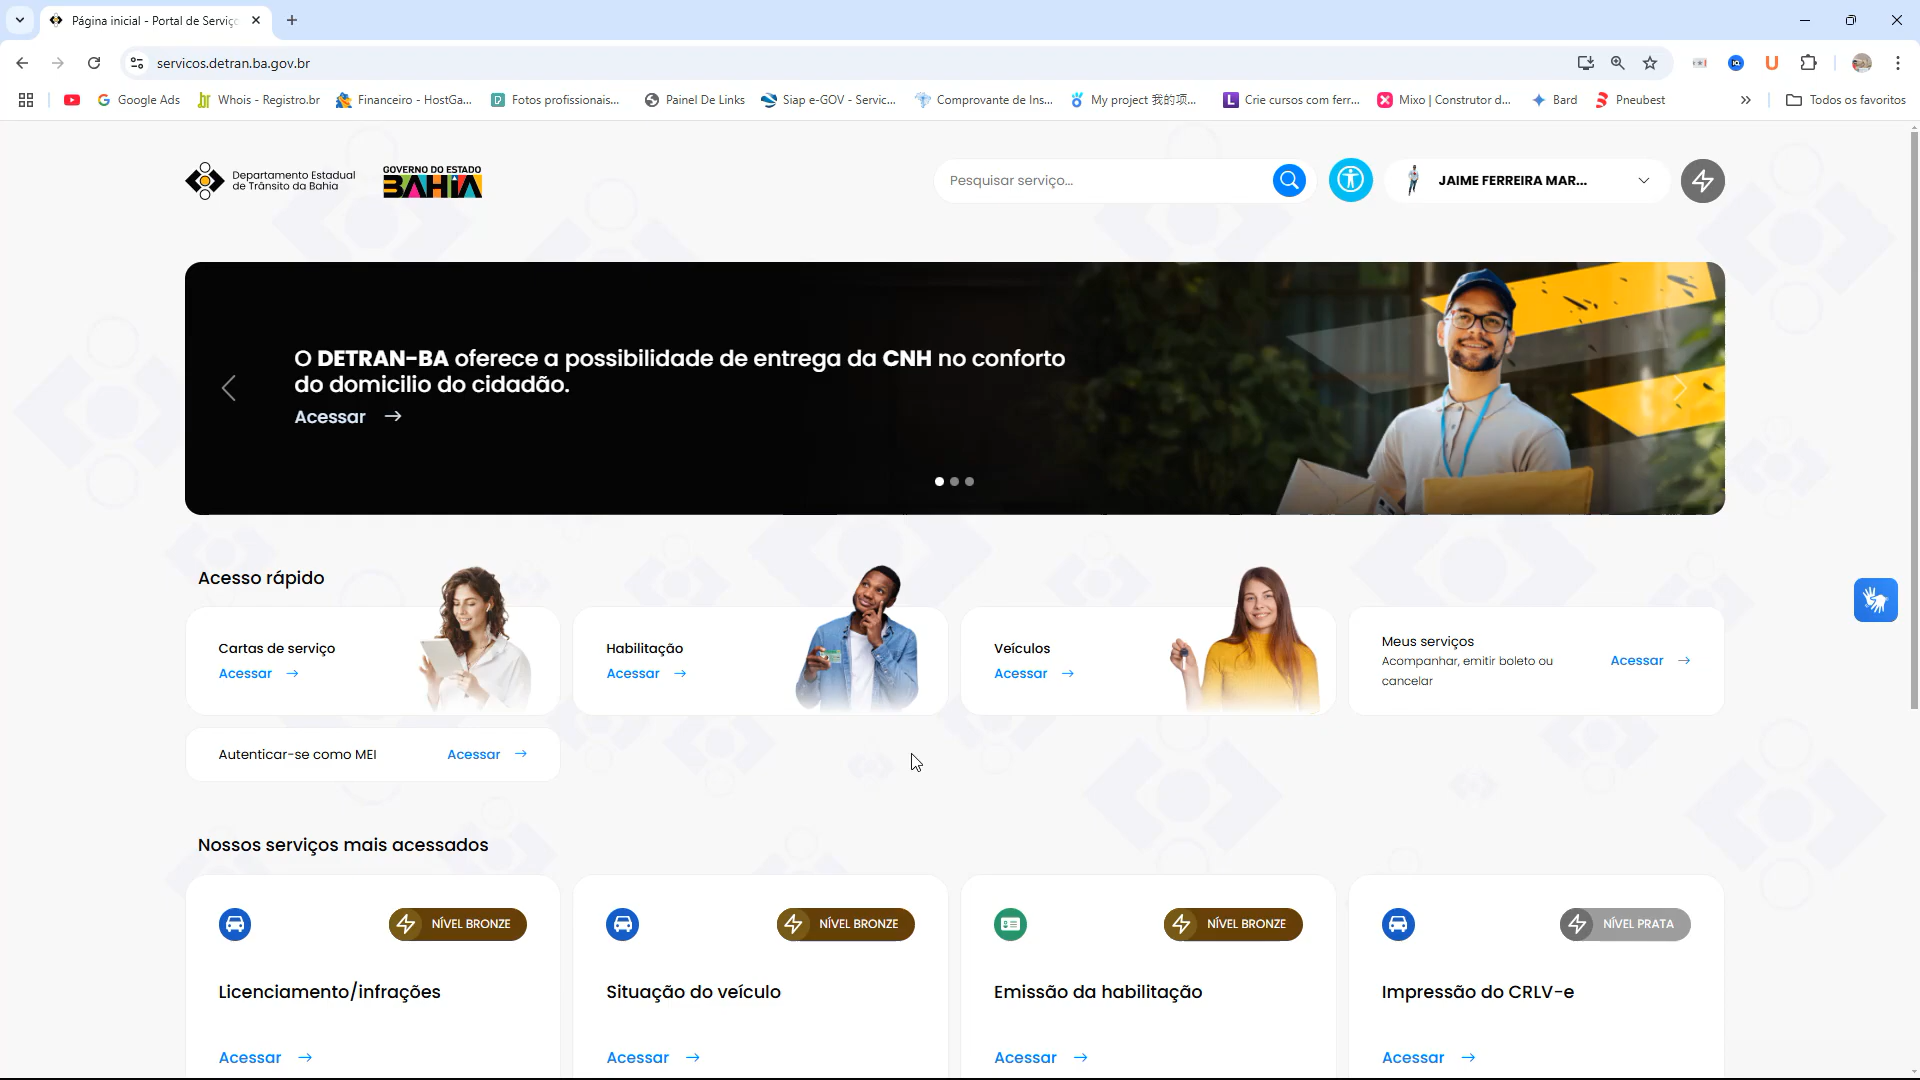 Página inicial - Portal de Serviç
servicos.detran.ba.gov.br
Google Ads
Whois - Registro.br
Financeiro - HostGa...
Fotos profissionais...
Painel De Links
Siap e-GOV - Servic...
Comprovante de Ins...
My project 我的项...
Crie cursos com ferr...
Mixo | Construtor d...
Bard
Pneubest
Todos os favoritos
Departamento Estadual
de Trânsito da Bahia
GOVERNO DO ESTADO
BAHIA
Pesquisar serviço...
JAIME FERREIRA MAR...
O DETRAN-BA oferece a possibilidade de entrega da CNH no conforto
do domicilio do cidadão.
Acessar
Acesso rápido
Cartas de serviço
Acessar
Habilitação
Acessar
Veículos
Acessar
Meus serviços
Acompanhar, emitir boleto ou
cancelar
Acessar
Autenticar-se como MEI
Acessar
Nossos serviços mais acessados
NÍVEL BRONZE
Licenciamento/infrações
Acessar
NÍVEL BRONZE
Situação do veículo
Acessar
NÍVEL BRONZE
Emissão da habilitação
Acessar
NÍVEL PRATA
Impressão do CRLV-e
Acessar